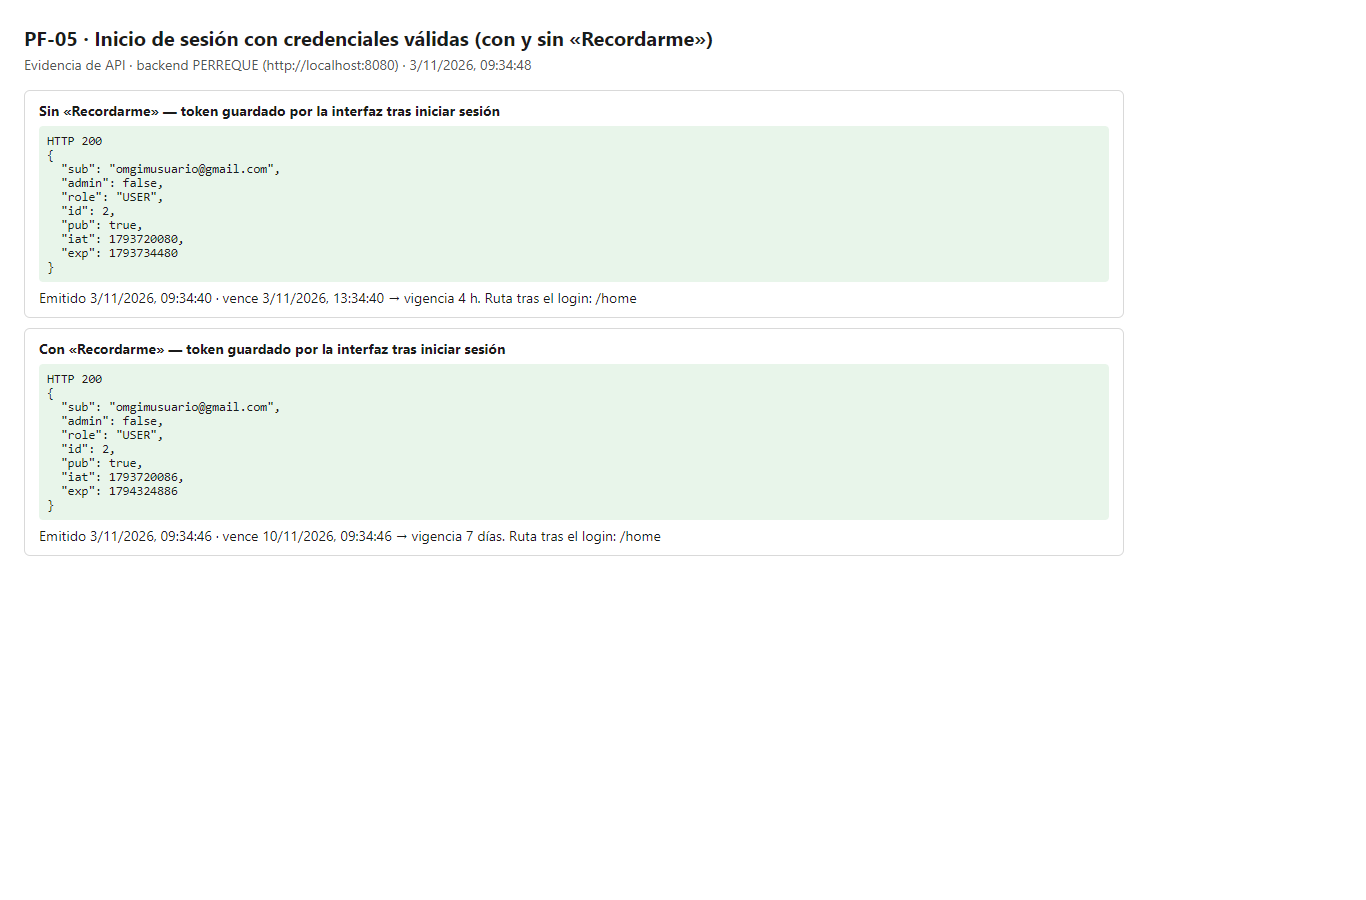 PF-05 · Inicio de sesión con credenciales válidas (con y sin «Recordarme»)
Evidencia de API · backend PERREQUE (http://localhost:8080) · 3/11/2026, 09:34:48
Sin «Recordarme» — token guardado por la interfaz tras iniciar sesión
HTTP 200
{
  "sub": "omgimusuario@gmail.com",
  "admin": false,
  "role": "USER",
  "id": 2,
  "pub": true,
  "iat": 1793720080,
  "exp": 1793734480
}
Emitido 3/11/2026, 09:34:40 · vence 3/11/2026, 13:34:40 → vigencia 4 h. Ruta tras el login: /home
Con «Recordarme» — token guardado por la interfaz tras iniciar sesión
HTTP 200
{
  "sub": "omgimusuario@gmail.com",
  "admin": false,
  "role": "USER",
  "id": 2,
  "pub": true,
  "iat": 1793720086,
  "exp": 1794324886
}
Emitido 3/11/2026, 09:34:46 · vence 10/11/2026, 09:34:46 → vigencia 7 días. Ruta tras el login: /home